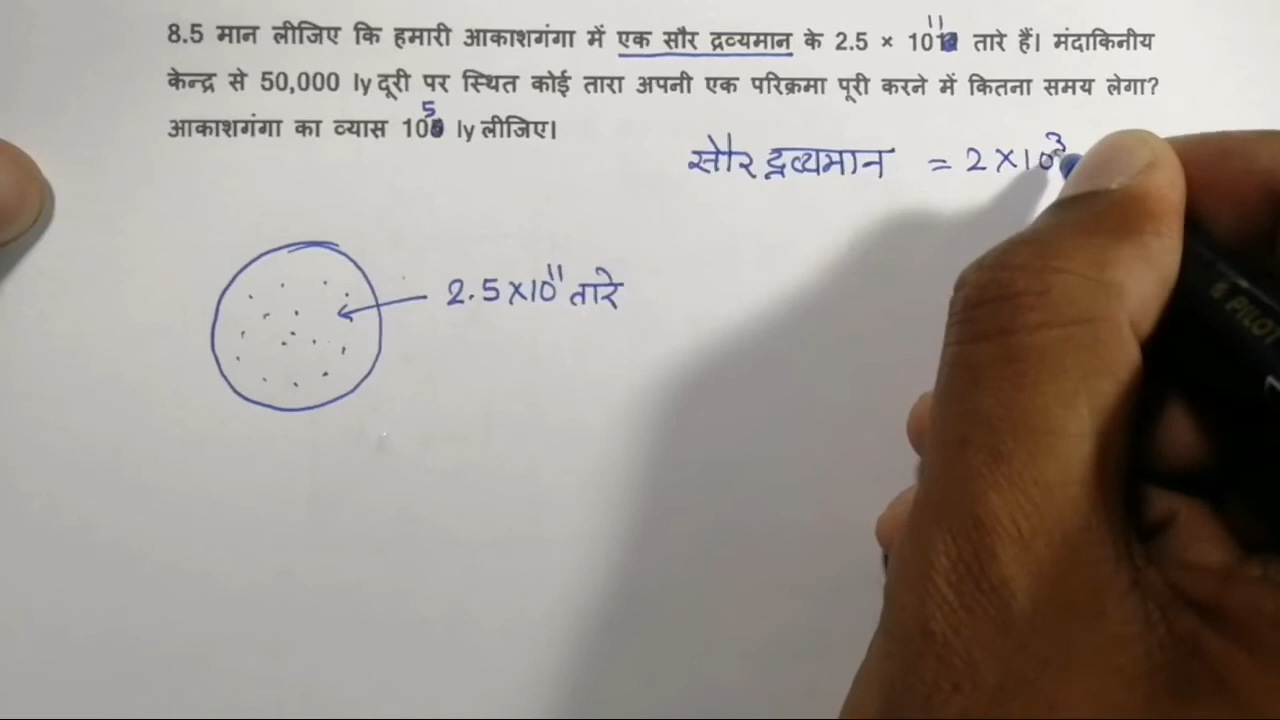 8.5 मान लीजिए कि हमारी आकाशगंगा में एक सौर द्रव्यमान के 2.5 × 10¹¹ तारे हैं। मंदाकिनीय
केन्द्र से 50,000 ly दूरी पर स्थित कोई तारा अपनी एक परिक्रमा पूरी करने में कितना समय लेगा?
आकाशगंगा का व्यास 10⁵ ly लीजिए।
सौर द्रव्यमान = 2 × 10³
2.5 × 10¹¹ तारे
PILOT